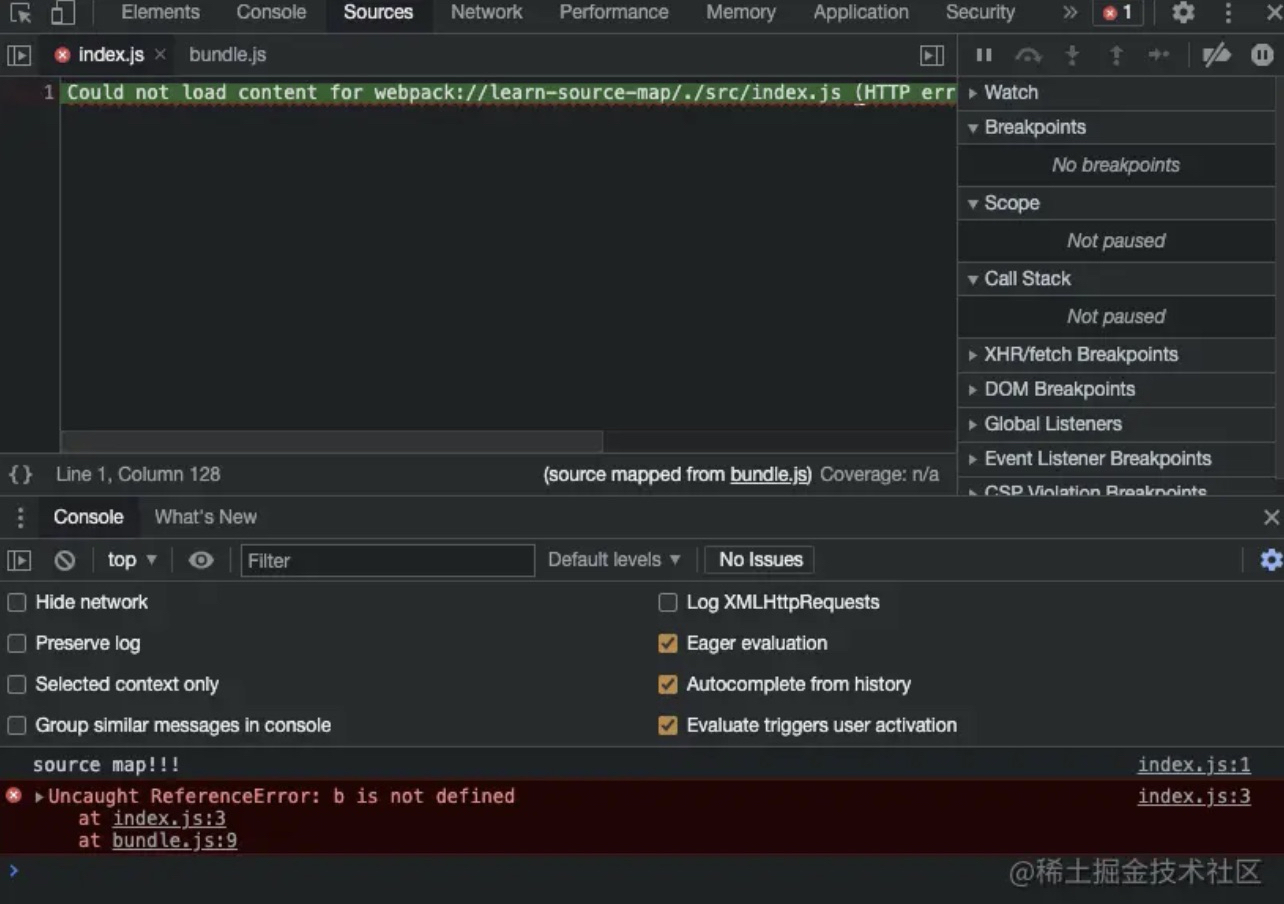 Elements Console Sources Network Performance Memory Application Security » 1
index.js × bundle.js
1 Could not load content for webpack://learn-source-map/./src/index.js (HTTP err
Watch
Breakpoints
No breakpoints
Scope
Not paused
Call Stack
Not paused
XHR/fetch Breakpoints
DOM Breakpoints
Global Listeners
Event Listener Breakpoints
CSP Violation Breakpoints
{} Line 1, Column 128 (source mapped from bundle.js) Coverage: n/a
Console What's New
top Filter Default levels No Issues
Hide network Log XMLHttpRequests
Preserve log Eager evaluation
Selected context only Autocomplete from history
Group similar messages in console Evaluate triggers user activation
source map!!! index.js:1
Uncaught ReferenceError: b is not defined index.js:3
at index.js:3
at bundle.js:9
@稀土掘金技术社区